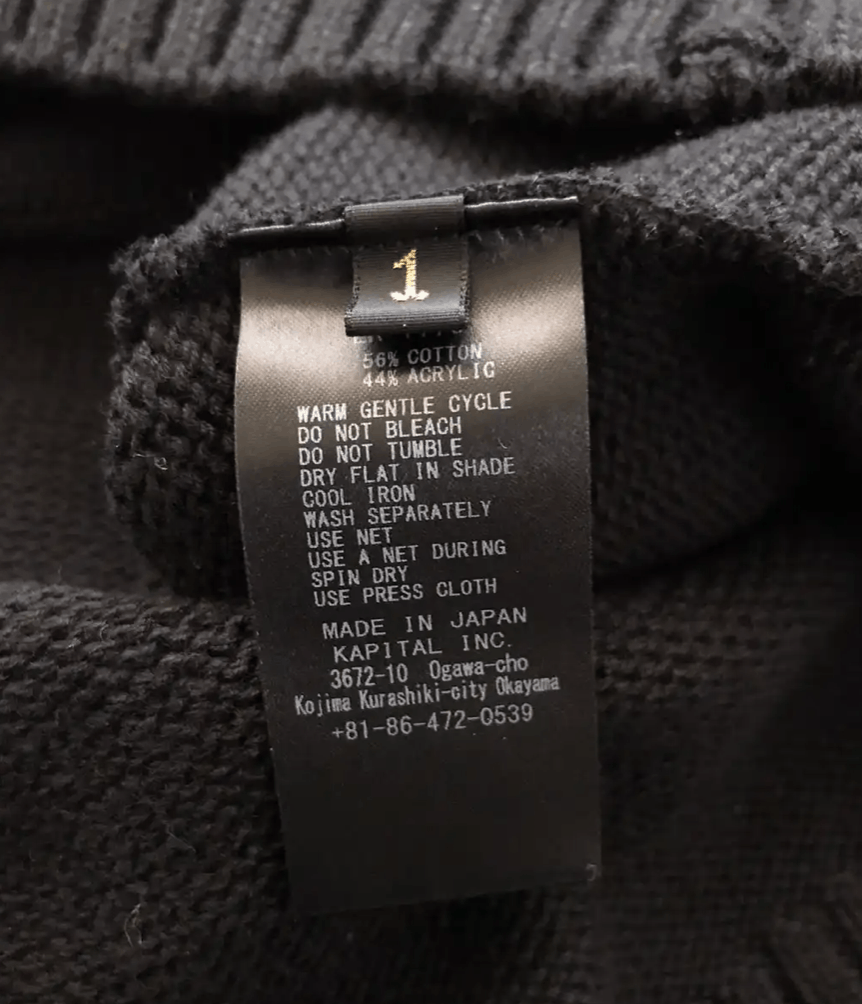 1
56% COTTON
44% ACRYLIC
WARM GENTLE CYCLE
DO NOT BLEACH
DO NOT TUMBLE
DRY FLAT IN SHADE
COOL IRON
WASH SEPARATELY
USE NET
USE A NET DURING
SPIN DRY
USE PRESS CLOTH
MADE IN JAPAN
KAPITAL INC.
3672-10 Ogawa-cho
Kojima Kurashiki-city Okayama
+81-86-472-0539